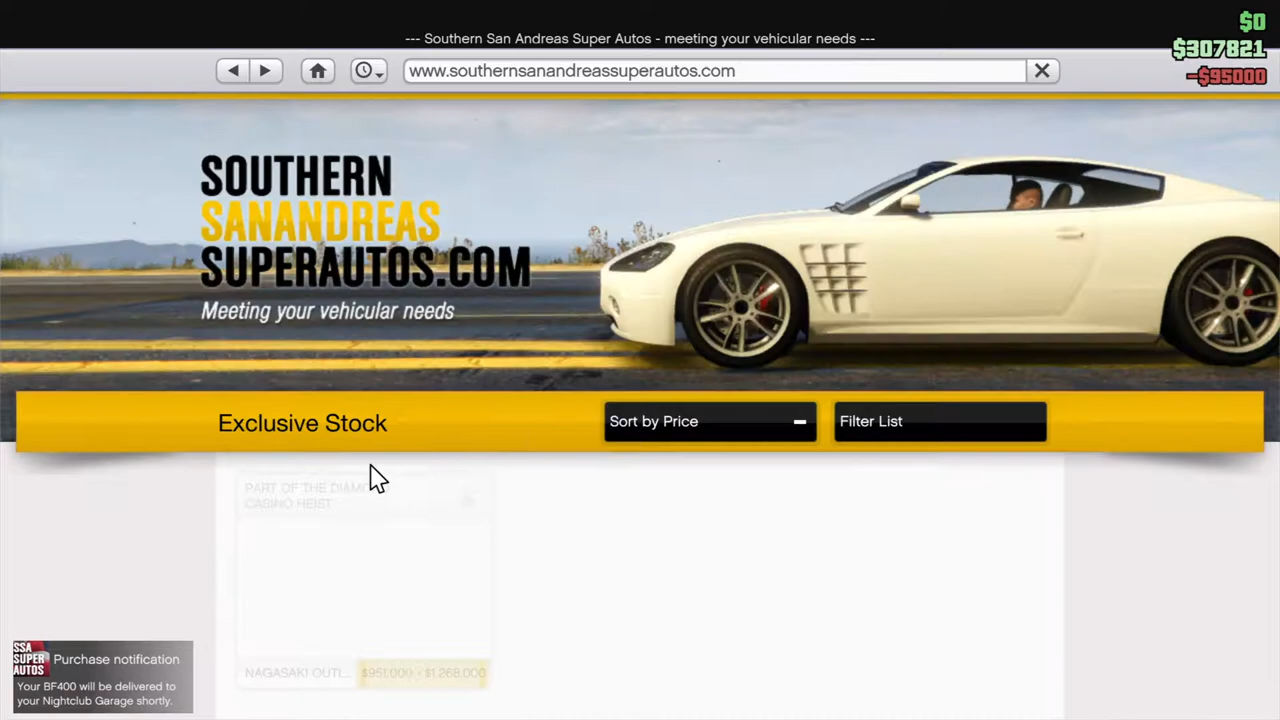 $0
--- Southern San Andreas Super Autos - meeting your vehicular needs ---
$307821
-$95000
www.southernsanandreassuperautos.com
SOUTHERN
SANANDREAS
SUPERAUTOS.COM
Meeting your vehicular needs
Exclusive Stock
Sort by Price
Filter List
PART OF THE DIAMO
CASINO HEIST
NAGASAKI OUTL... $951,000 - $1,268,000
SSA
SUPER
AUTOS
Purchase notification
Your BF400 will be delivered to
your Nightclub Garage shortly.